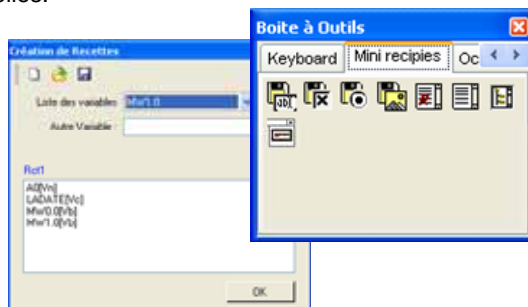 Création de Recettes
Liste des variables
MW1.0
Autre Variable
Rct1
A0[Vn]
LADATE[Vc]
MW0.0[Vb]
MW1.0[Vb]
OK
Boite à Outils
Keyboard
Mini recipies
Oc
ab